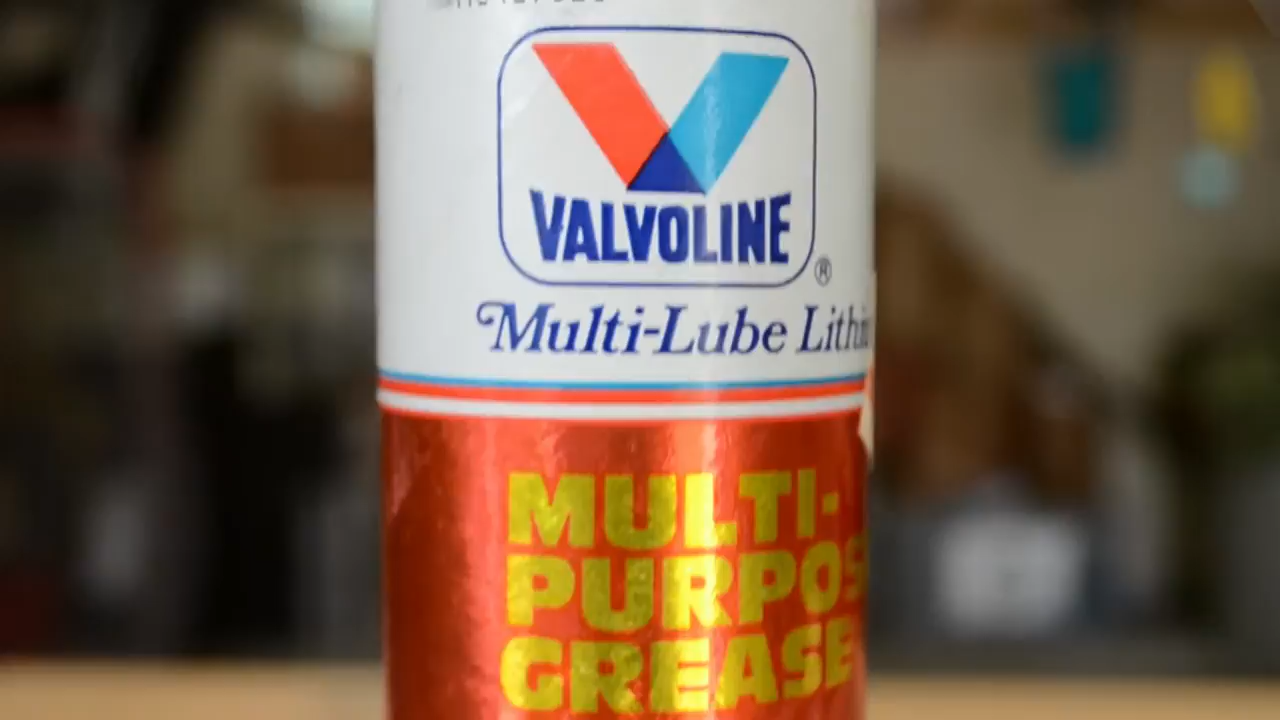 VALVOLINE
®
Multi-Lube Lithi
MULTI-
PURPOS
GREASE